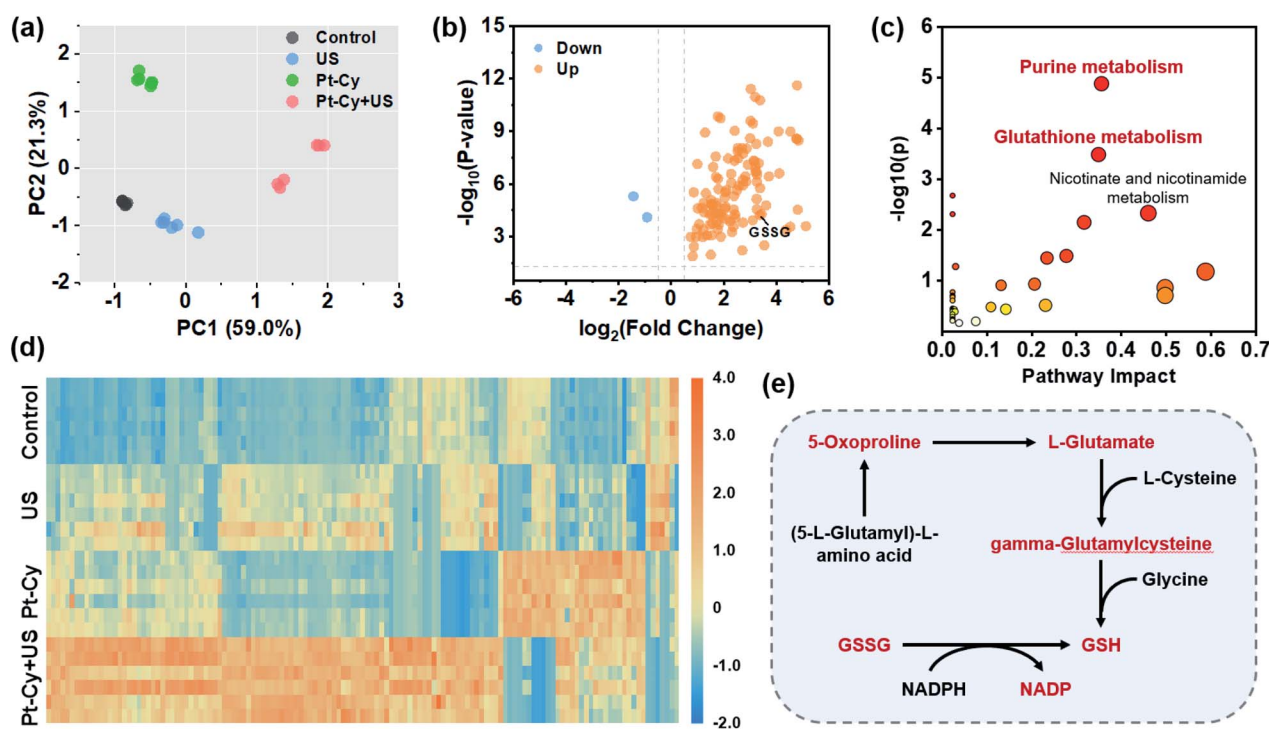 (a)
Control
US
Pt-Cy
Pt-Cy+US
2
1
0
-1
-2
PC2 (21.3%)
-1
0
1
2
3
PC1 (59.0%)
(b)
Down
Up
15
12
9
6
3
-log10(P-value)
GSSG
-6
-4
-2
0
2
4
6
log2(Fold Change)
(c)
Purine metabolism
Glutathione metabolism
Nicotinate and nicotinamide
metabolism
6
5
4
3
2
1
0
-log10(p)
0.0
0.1
0.2
0.3
0.4
0.5
0.6
0.7
Pathway Impact
(d)
Control
US
Pt-Cy
Pt-Cy+US
4.0
3.0
2.0
1.0
0
-1.0
-2.0
(e)
5-Oxoproline
L-Glutamate
L-Cysteine
(5-L-Glutamyl)-L-
amino acid
gamma-Glutamylcysteine
Glycine
GSSG
GSH
NADPH
NADP